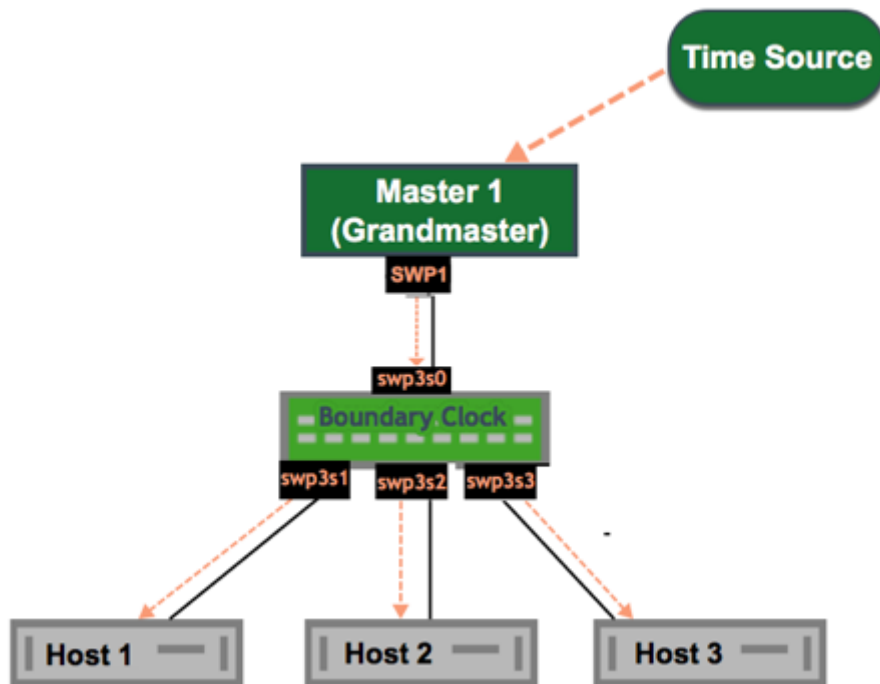 Time Source
Master 1
(Grandmaster)
SWP1
swp3s0
Boundary Clock
swp3s1
swp3s2
swp3s3
Host 1
Host 2
Host 3